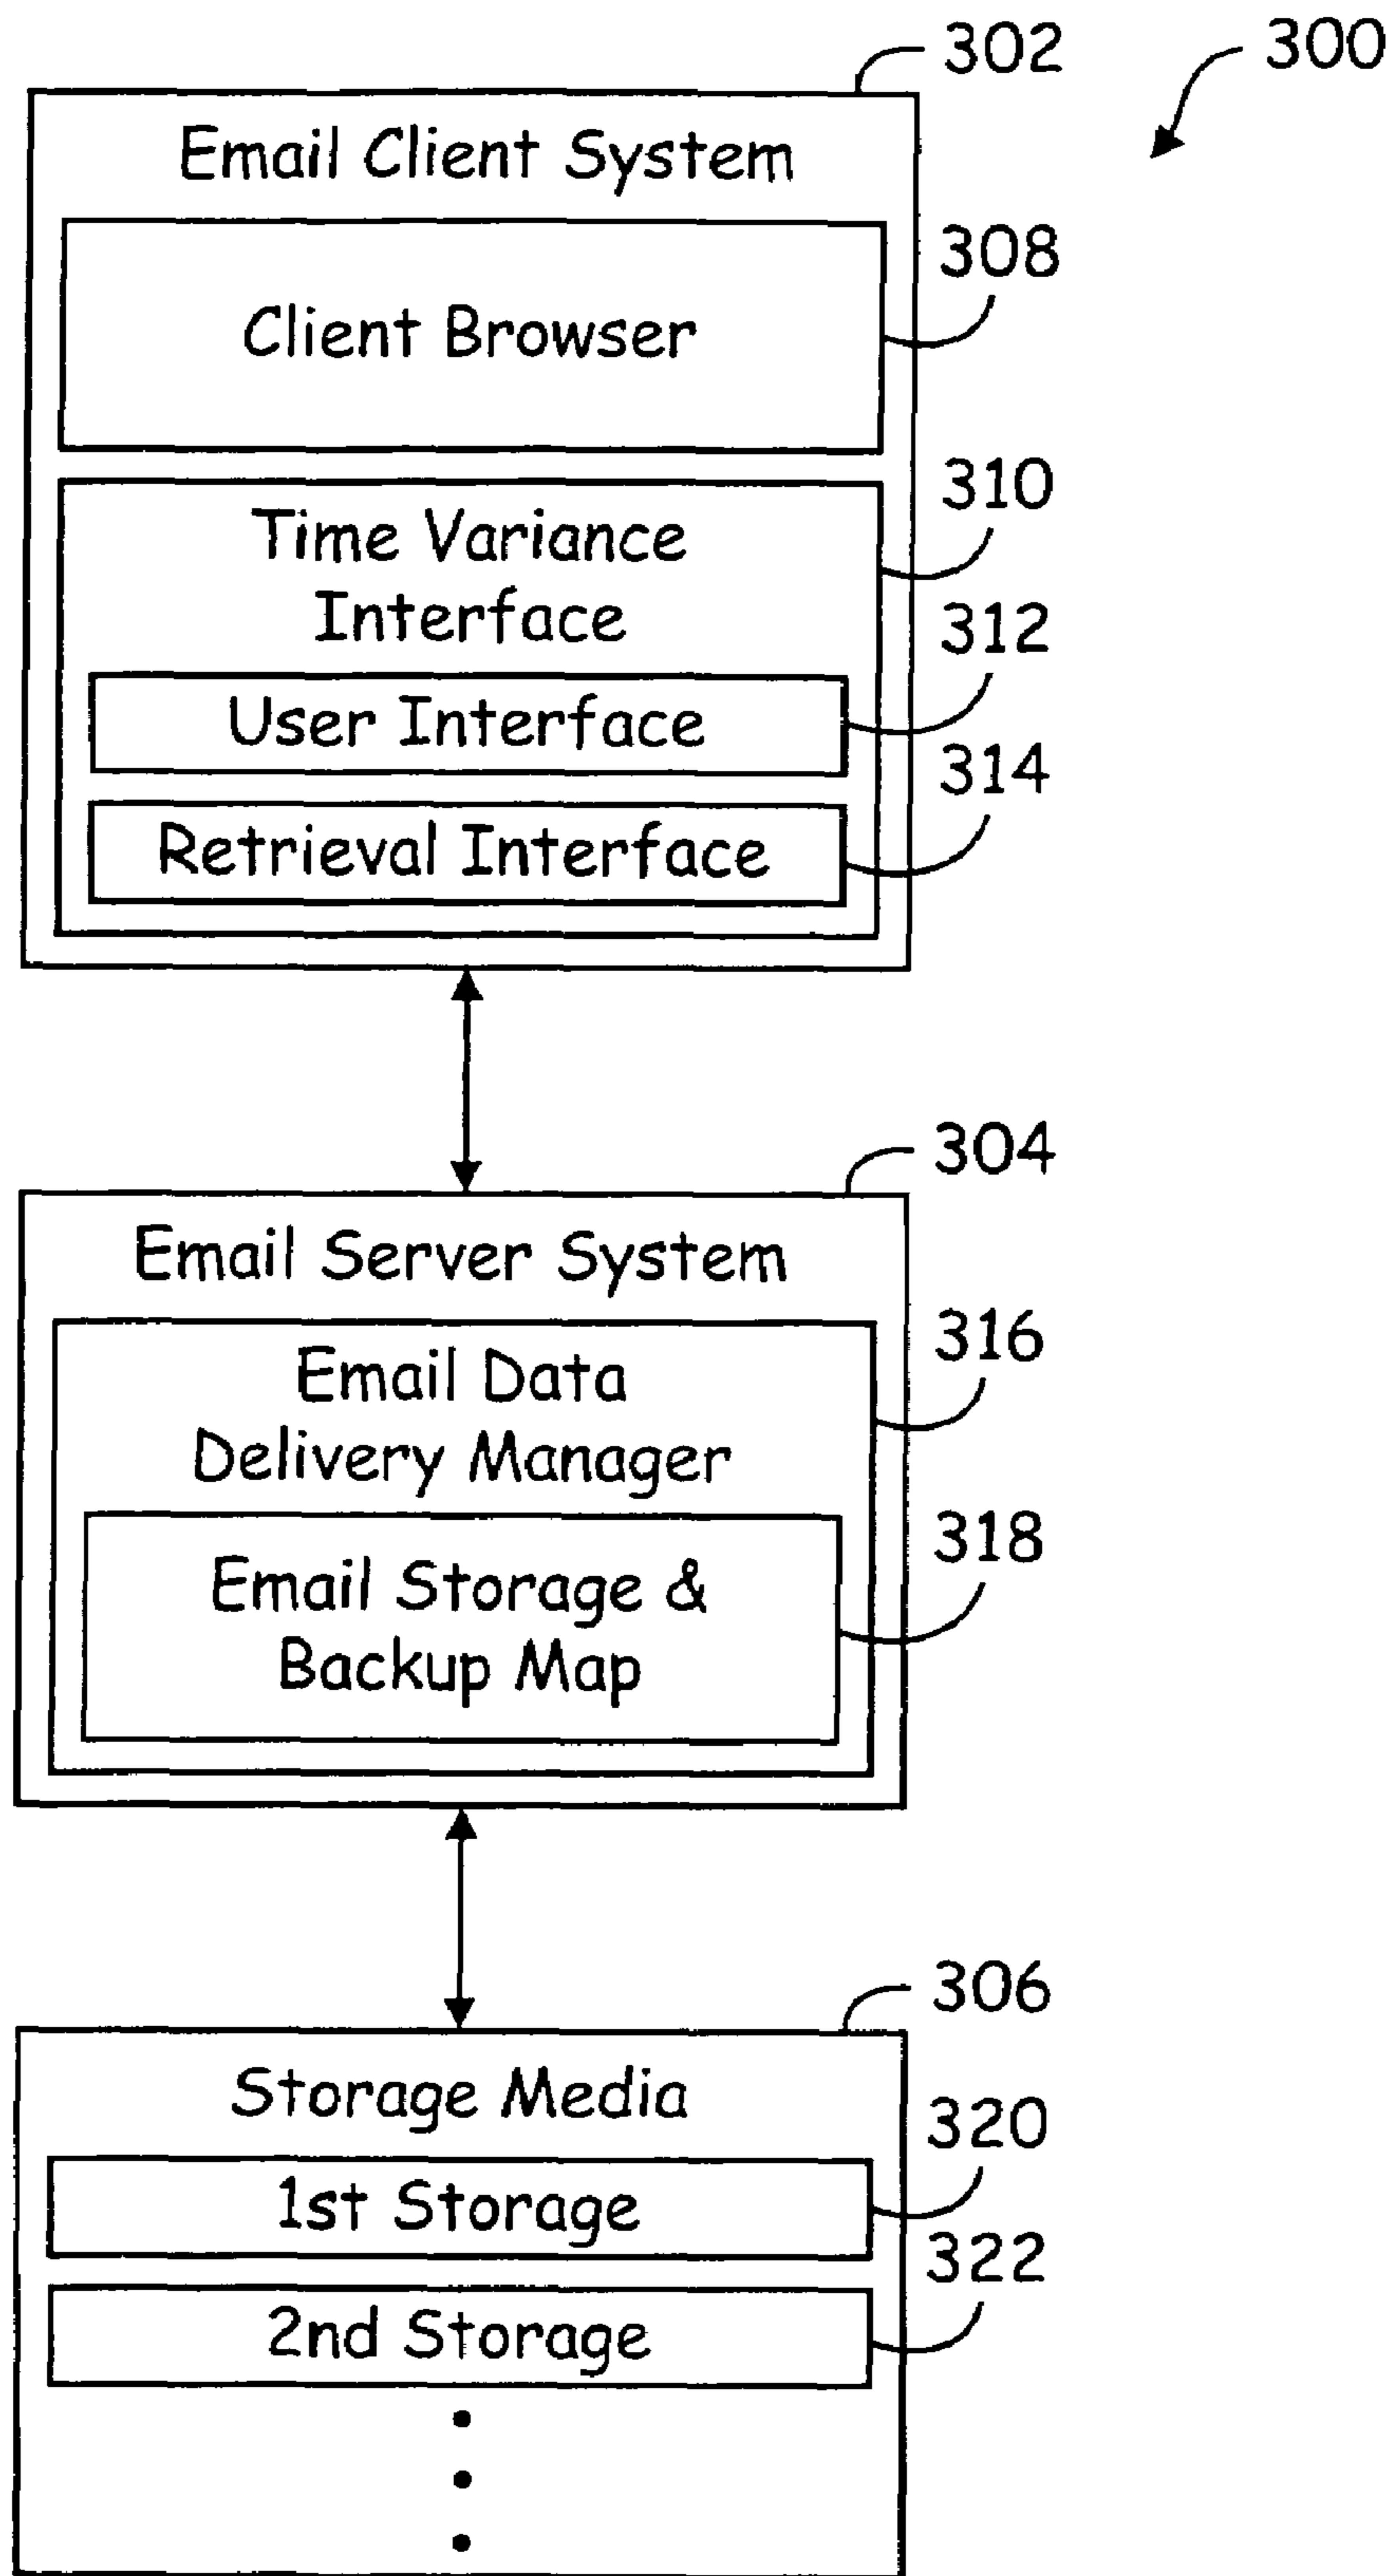 302
300
Email Client System
308
Client Browser
310
Time Variance
Interface
312
User Interface
314
Retrieval Interface
304
Email Server System
316
Email Data
Delivery Manager
318
Email Storage &
Backup Map
306
Storage Media
320
1st Storage
322
2nd Storage